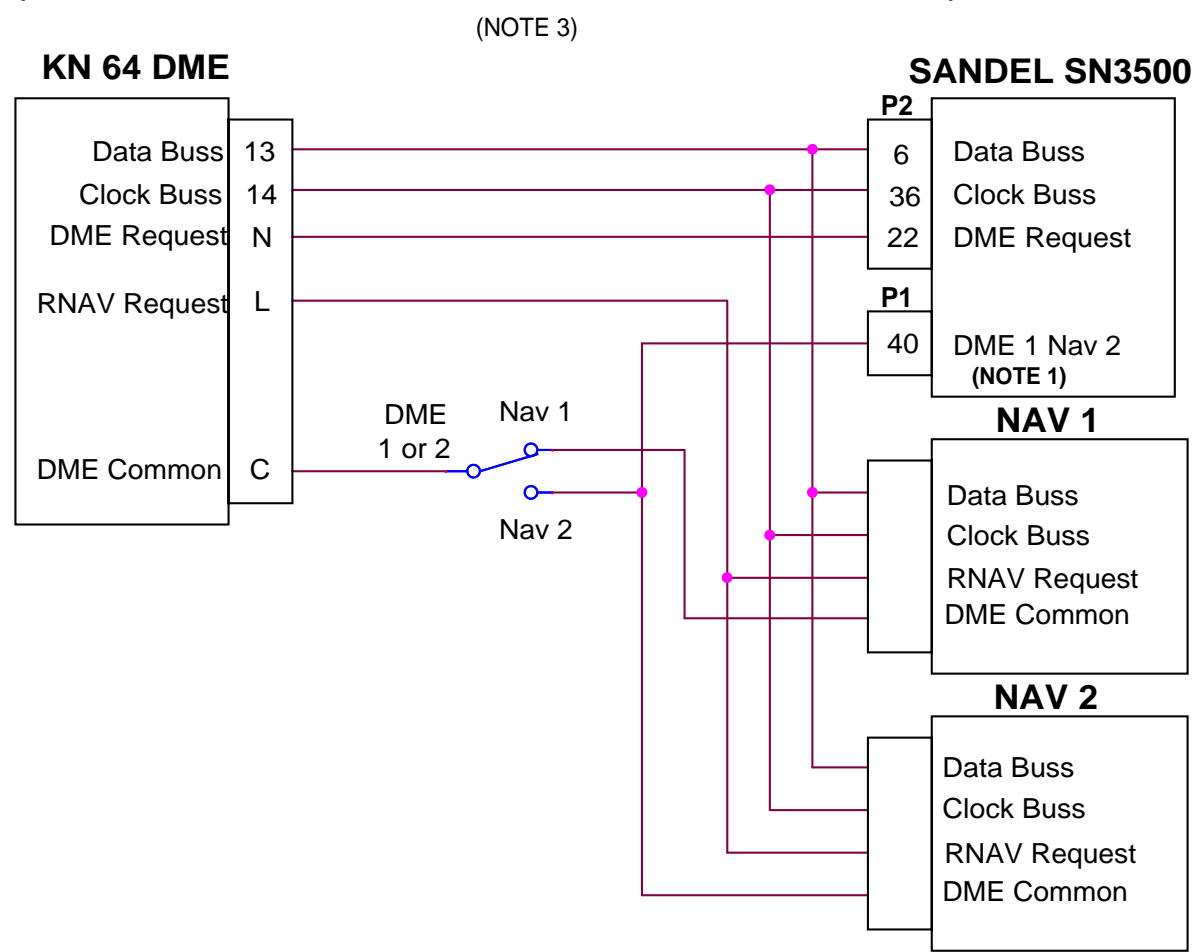 (NOTE 3)
KN 64 DME
SANDEL SN3500
P2
Data Buss 13
Clock Buss 14
DME Request N
RNAV Request L
DME Common C
6 Data Buss
36 Clock Buss
22 DME Request
P1
40 DME 1 Nav 2
(NOTE 1)
DME
1 or 2
Nav 1
Nav 2
NAV 1
Data Buss
Clock Buss
RNAV Request
DME Common
NAV 2
Data Buss
Clock Buss
RNAV Request
DME Common